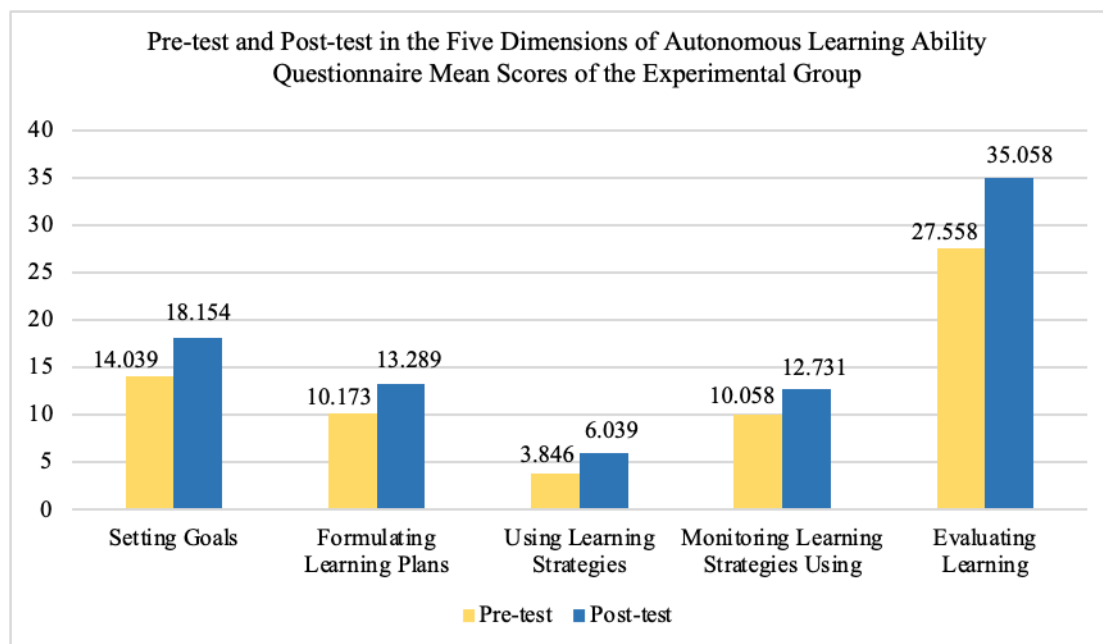 Pre-test and Post-test in the Five Dimensions of Autonomous Learning Ability
Questionnaire Mean Scores of the Experimental Group
40
35
30
25
20
15
10
5
0
14.039
18.154
10.173
13.289
3.846
6.039
10.058
12.731
27.558
35.058
Setting Goals
Formulating
Learning Plans
Using Learning
Strategies
Monitoring Learning
Strategies Using
Evaluating
Learning
Pre-test
Post-test